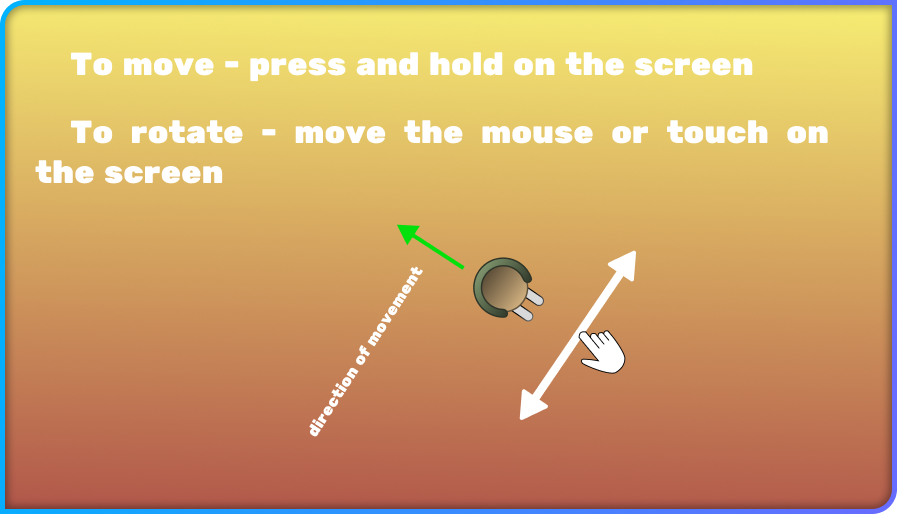 To move - press and hold on the screen
To rotate - move the mouse or touch on
the screen
direction of movement